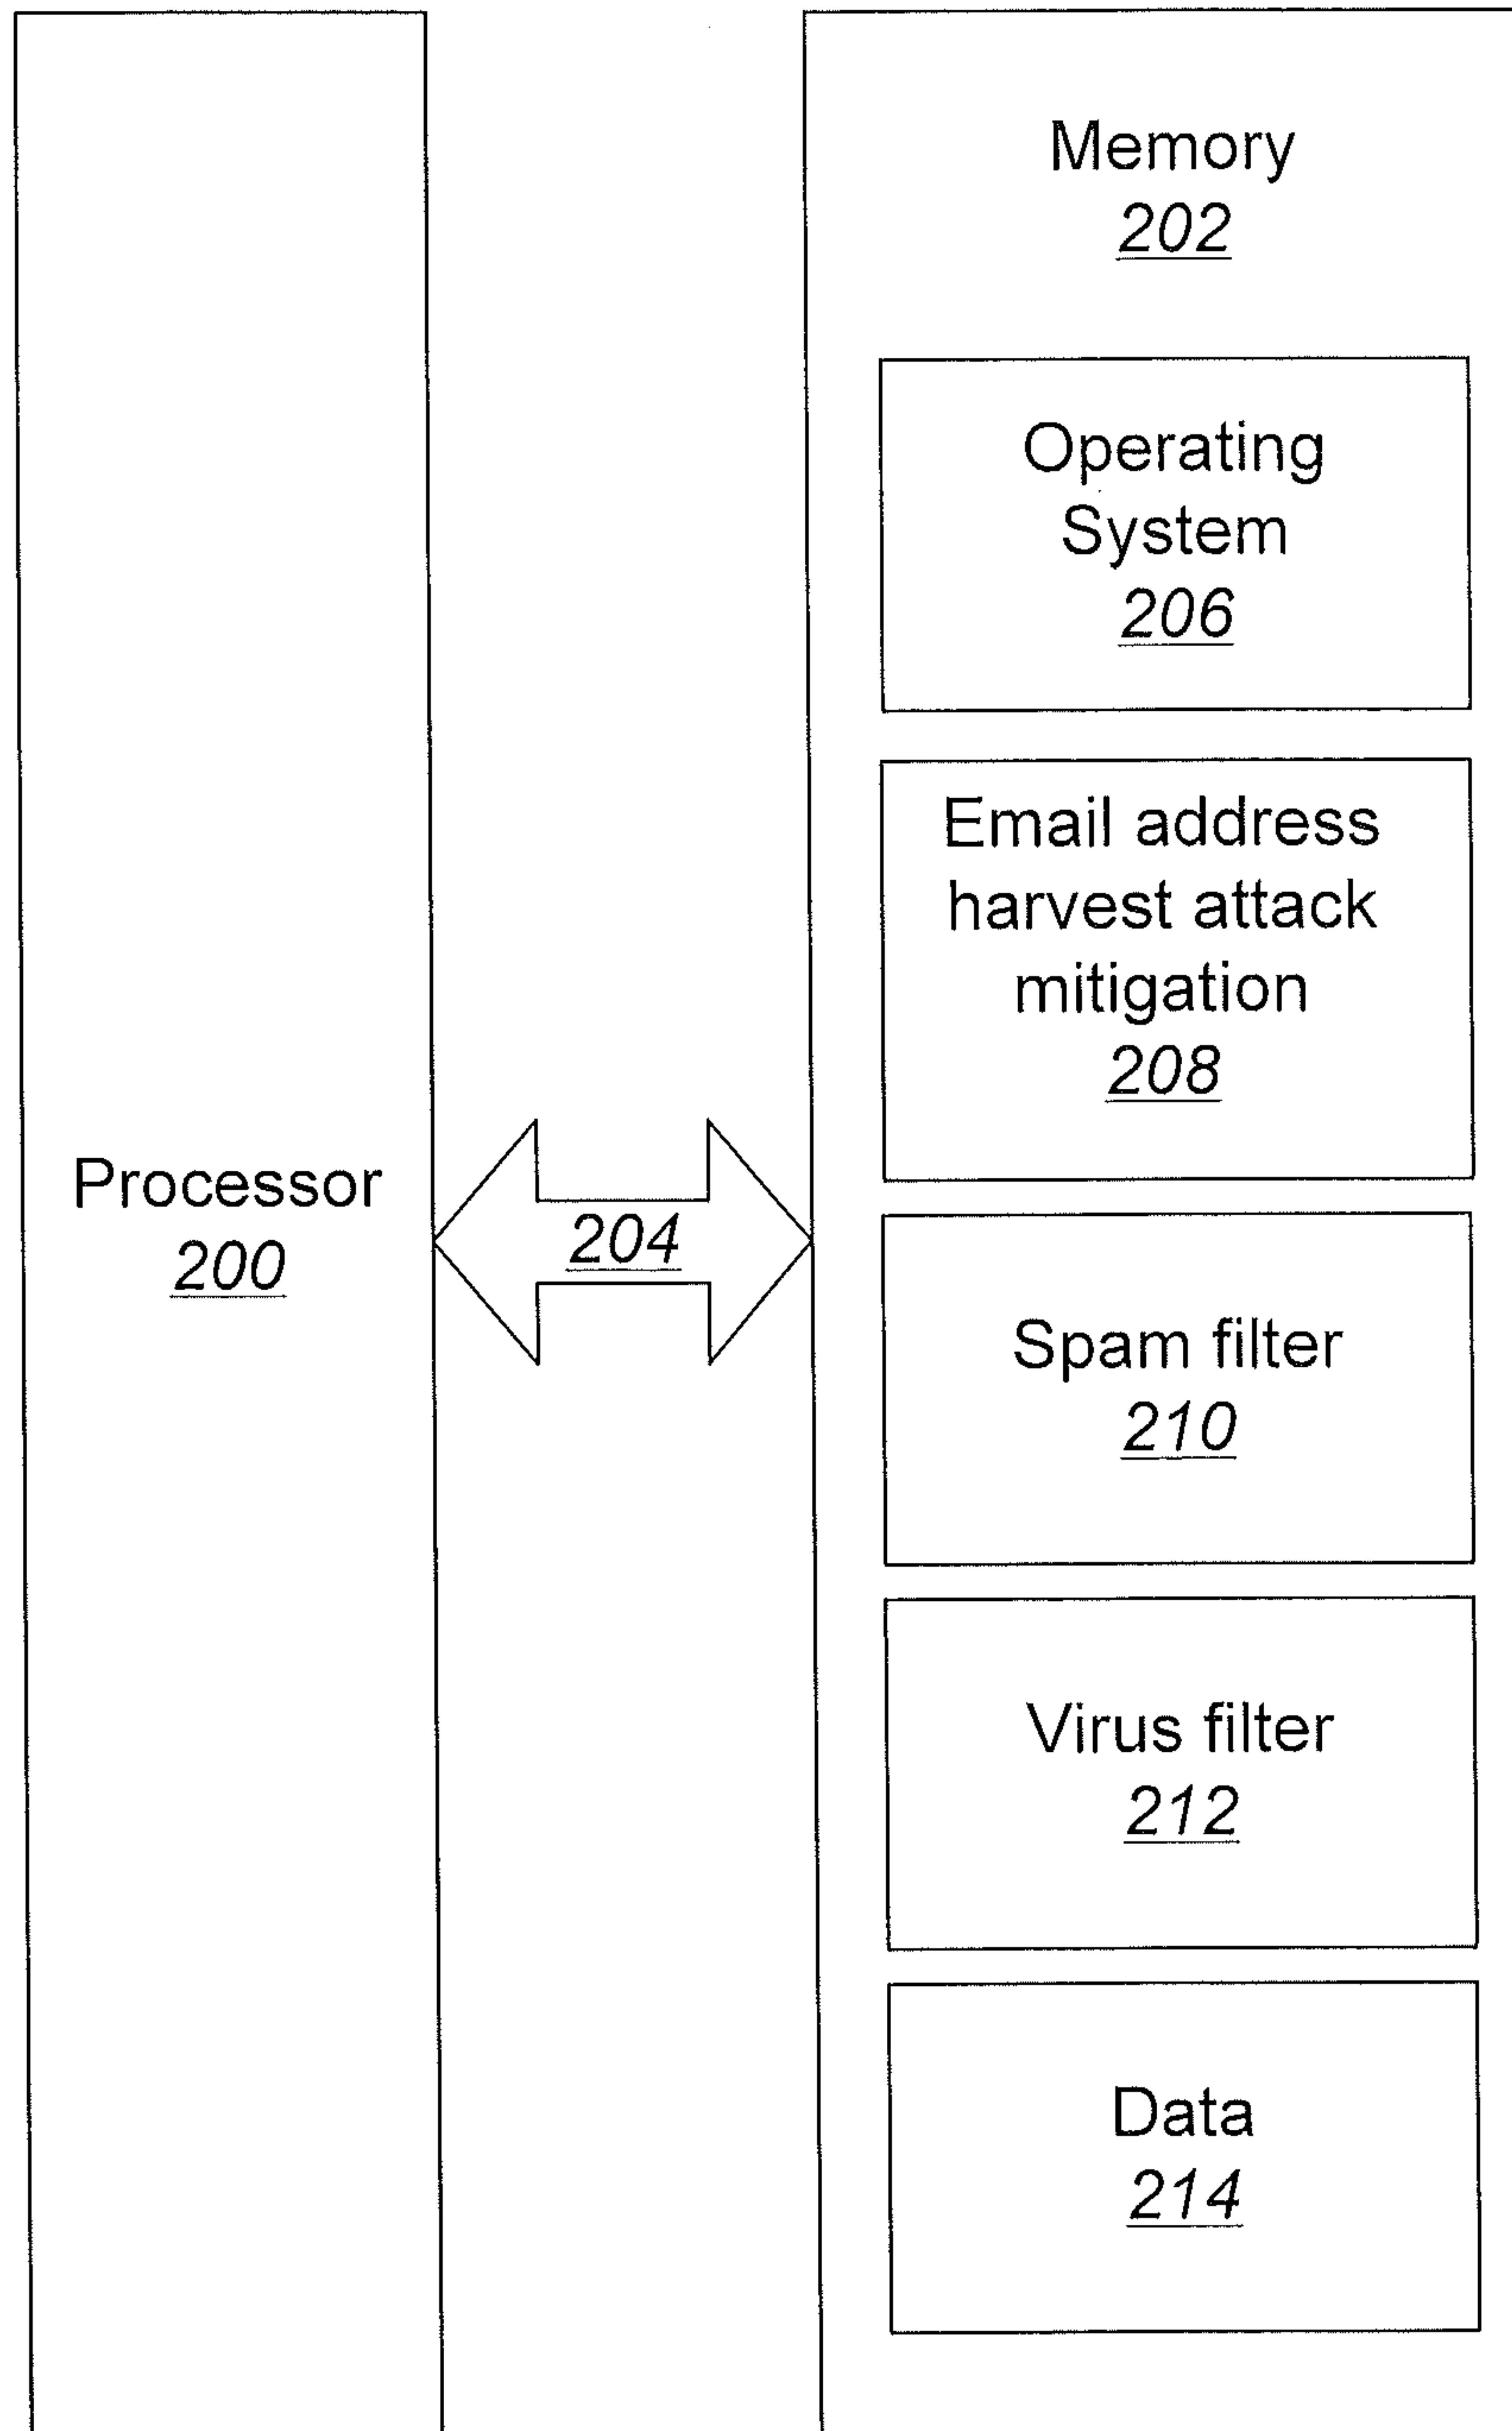 Memory
202
Operating
System
206
Email address
harvest attack
mitigation
208
Processor
200
204
Spam filter
210
Virus filter
212
Data
214